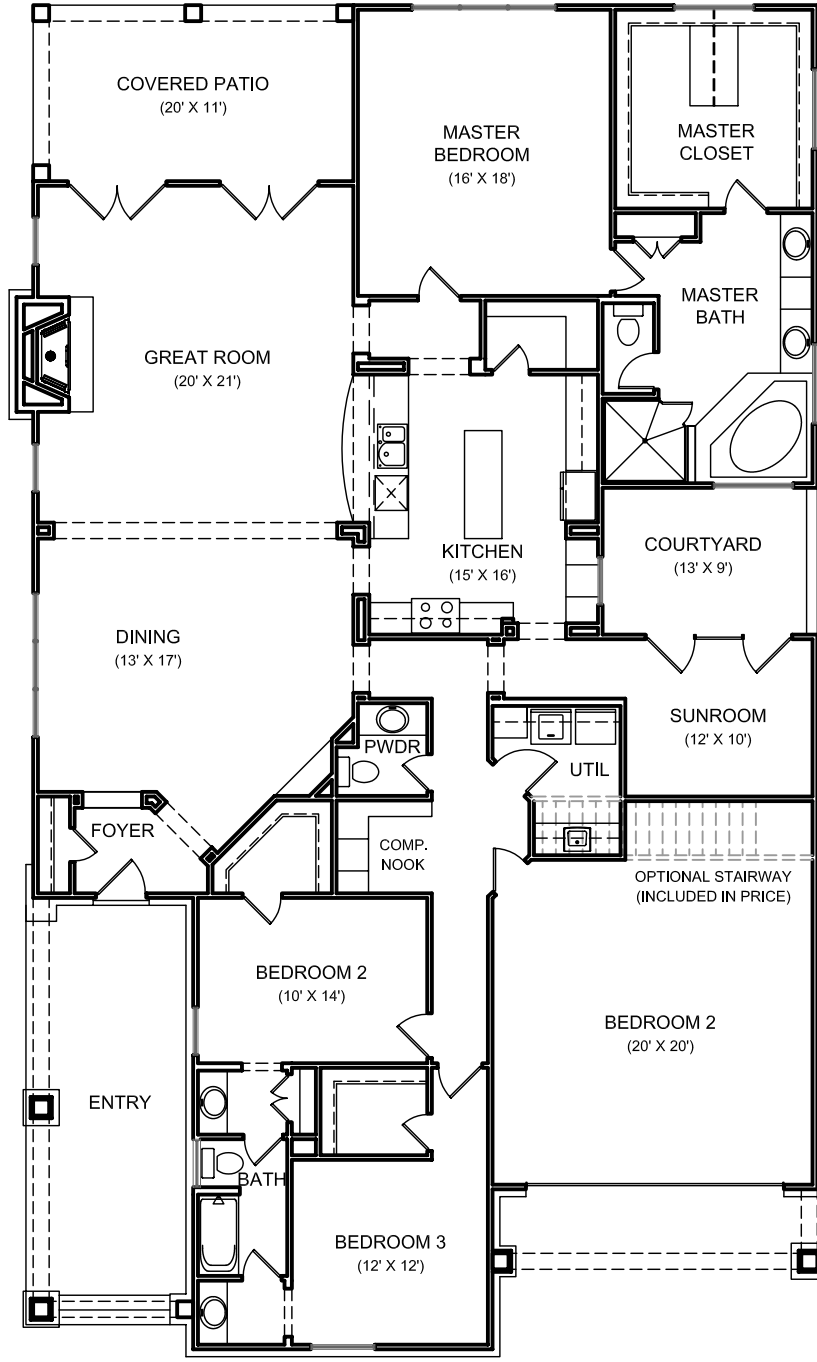 COVERED PATIO
(20' X 11')
MASTER
BEDROOM
(16' X 18')
MASTER
CLOSET
MASTER
BATH
GREAT ROOM
(20' X 21')
KITCHEN
(15' X 16')
COURTYARD
(13' X 9')
DINING
(13' X 17')
SUNROOM
(12' X 10')
PWDR
UTIL
FOYER
COMP.
NOOK
OPTIONAL STAIRWAY
(INCLUDED IN PRICE)
BEDROOM 2
(10' X 14')
BEDROOM 2
(20' X 20')
ENTRY
BATH
BEDROOM 3
(12' X 12')